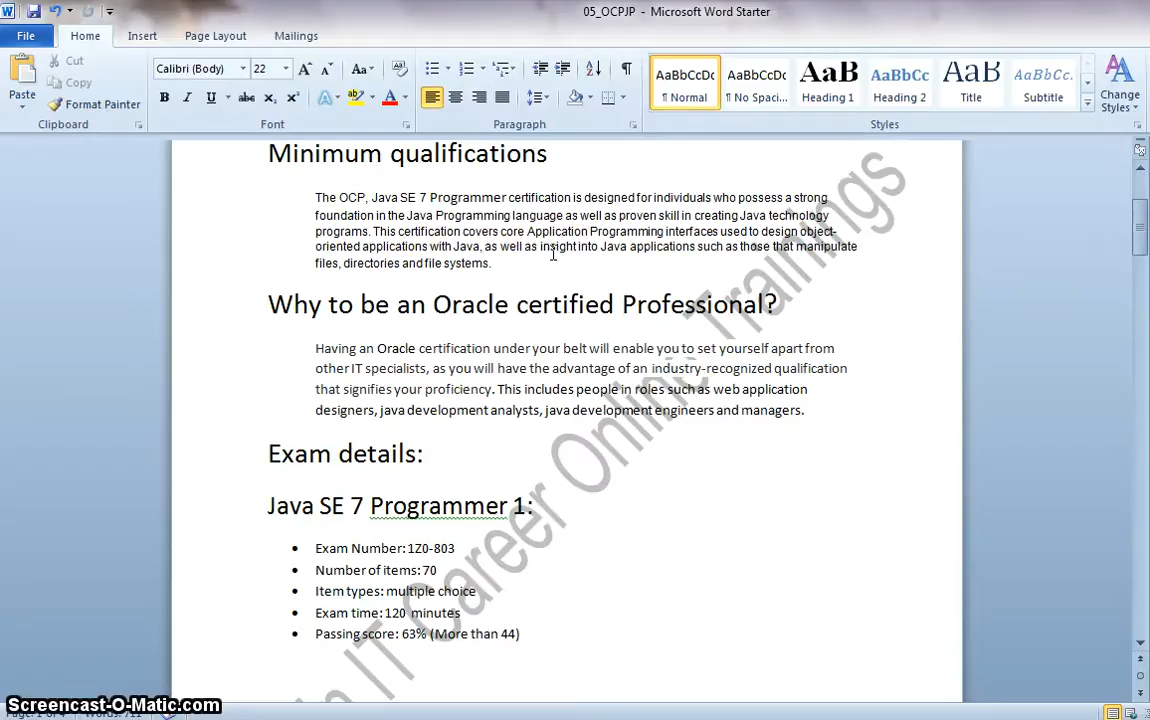 05_OCPJP - Microsoft Word Starter
File Home Insert Page Layout Mailings
Paste
Cut
Copy
Format Painter
Clipboard
Calibri (Body) 22
Font
Paragraph
AaBbCcDc AaBbCcDc AaB AaBbCc AaB AaBbCc.
¶ Normal ¶ No Spaci... Heading 1 Heading 2 Title Subtitle
Change
Styles
Styles
Minimum qualifications
The OCP, Java SE 7 Programmer certification is designed for individuals who possess a strong
foundation in the Java Programming language as well as proven skill in creating Java technology
programs. This certification covers core Application Programming interfaces used to design object-
oriented applications with Java, as well as insight into Java applications such as those that manipulate
files, directories and file systems.
Why to be an Oracle certified Professional?
Having an Oracle certification under your belt will enable you to set yourself apart from
other IT specialists, as you will have the advantage of an industry-recognized qualification
that signifies your proficiency. This includes people in roles such as web application
designers, java development analysts, java development engineers and managers.
Exam details:
Java SE 7 Programmer 1:
• Exam Number: 1Z0-803
• Number of items: 70
• Item types: multiple choice
• Exam time: 120 minutes
• Passing score: 63% (More than 44)
in IT Career Online Trainings
Screencast-O-Matic.com